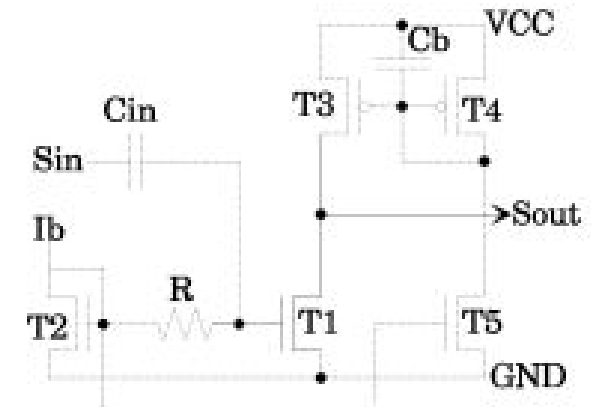 VCC
Cb
T3 T4
Cin
Sin
Sout
Ib
R
T2 T1 T5
GND